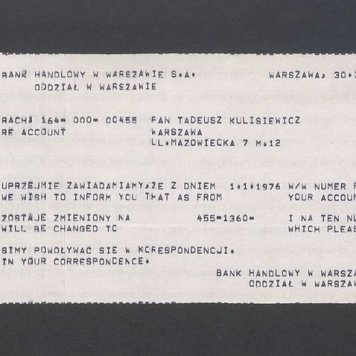 BANK HANDLOWY W WARSZAWIE S.A. WARSZAWA, 30.
ODDZIAŁ W WARSZAWIE
RACH. 164- 000- 00455 PAN TADEUSZ KULISIEWICZ
RE ACCOUNT WARSZAWA
UL.MAZOWIECKA 7 M.12
UPRZEJMIE ZAWIADAMIAMY,ŻE Z DNIEM 1.1.1976 W/W NUMER
WE WISH TO INFORM YOU THAT AS FROM YOUR ACCOUN
ZOSTAJE ZMIENIONY NA 455-1360- I NA TEN NU
WILL BE CHANGED TO WHICH PLEAS
SIMY POWOŁYWAĆ SIĘ W KORESPONDENCJI.
IN YOUR CORRESPONDENCE.
BANK HANDLOWY W WARSZA
ODDZIAŁ W WARSZAW